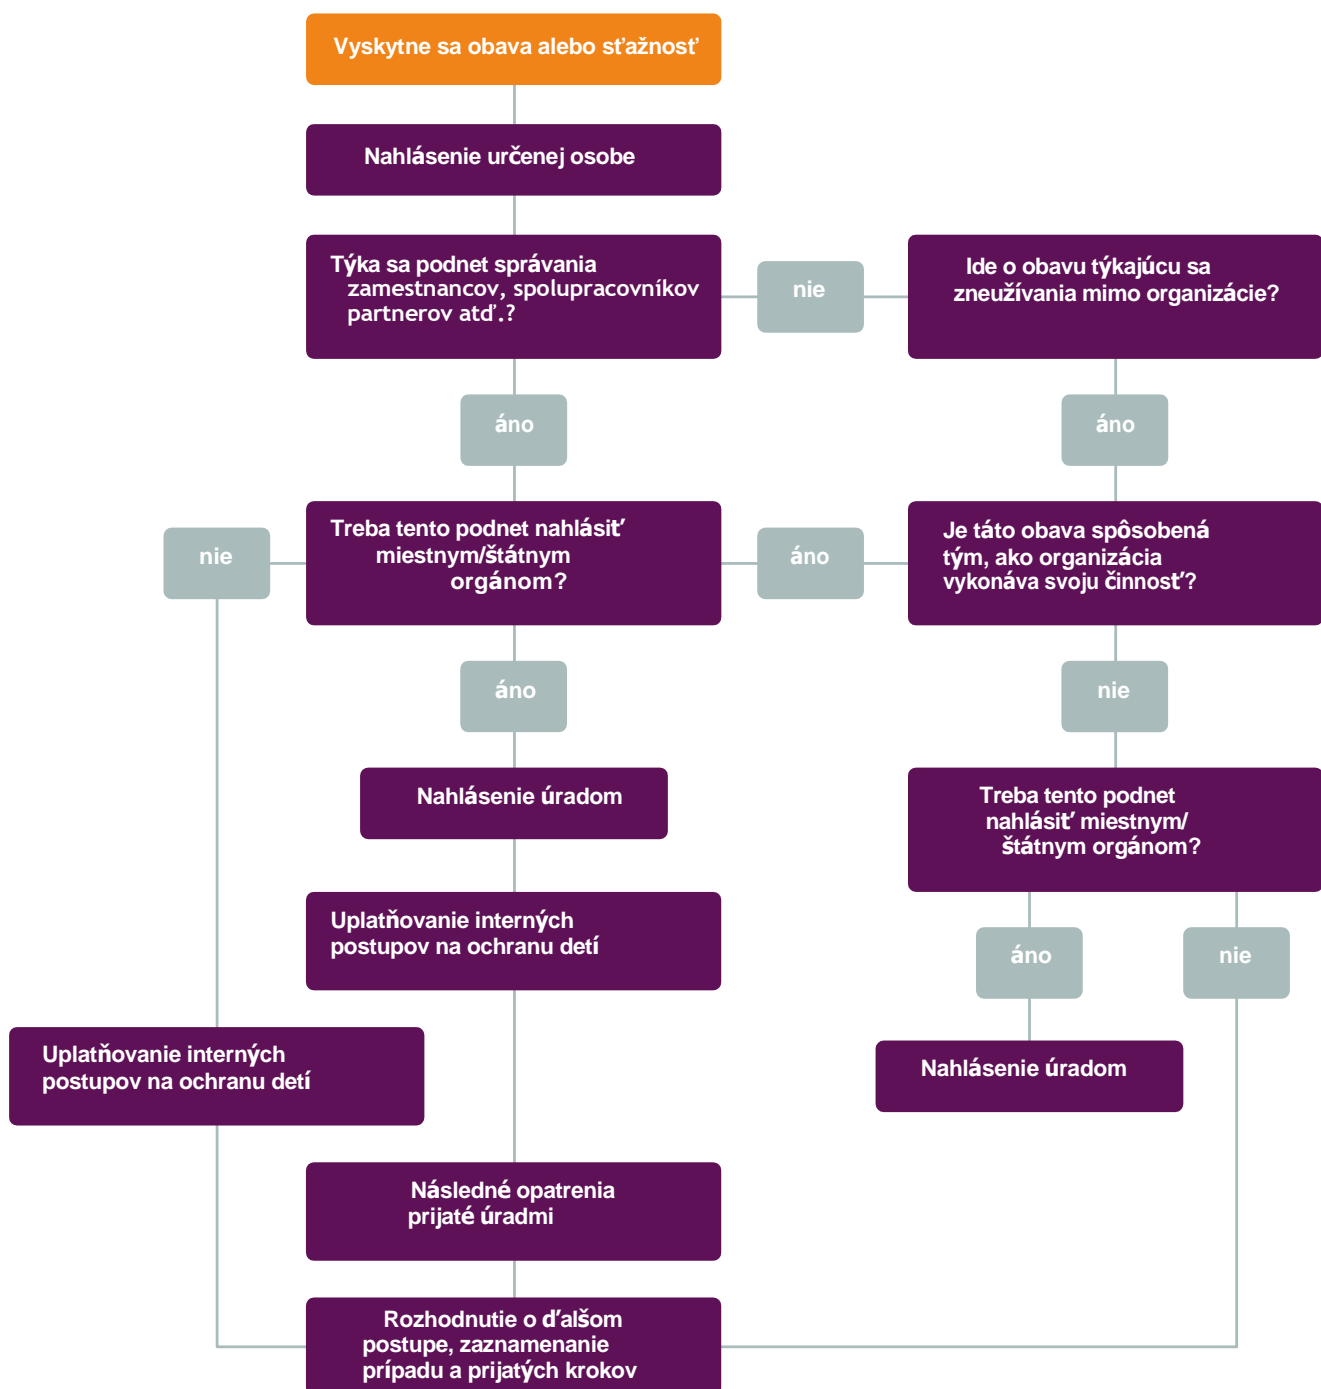 Vyskytne sa obava alebo sťažnosť
Nahlásenie určenej osobe
Týka sa podnet správania
zamestnancov, spolupracovníkov
partnerov atď.?
nie
Ide o obavu týkajúcu sa
zneužívania mimo organizácie?
áno
áno
nie
Treba tento podnet nahlásiť
miestnym/štátnym
orgánom?
áno
Je táto obava spôsobená
tým, ako organizácia
vykonáva svoju činnosť?
áno
nie
Nahlásenie úradom
Treba tento podnet
nahlásiť miestnym/
štátnym orgánom?
Uplatňovanie interných
postupov na ochranu detí
áno
nie
Uplatňovanie interných
postupov na ochranu detí
Nahlásenie úradom
Následné opatrenia
prijaté úradmi
Rozhodnutie o ďalšom
postupe, zaznamenanie
prípadu a prijatých krokov